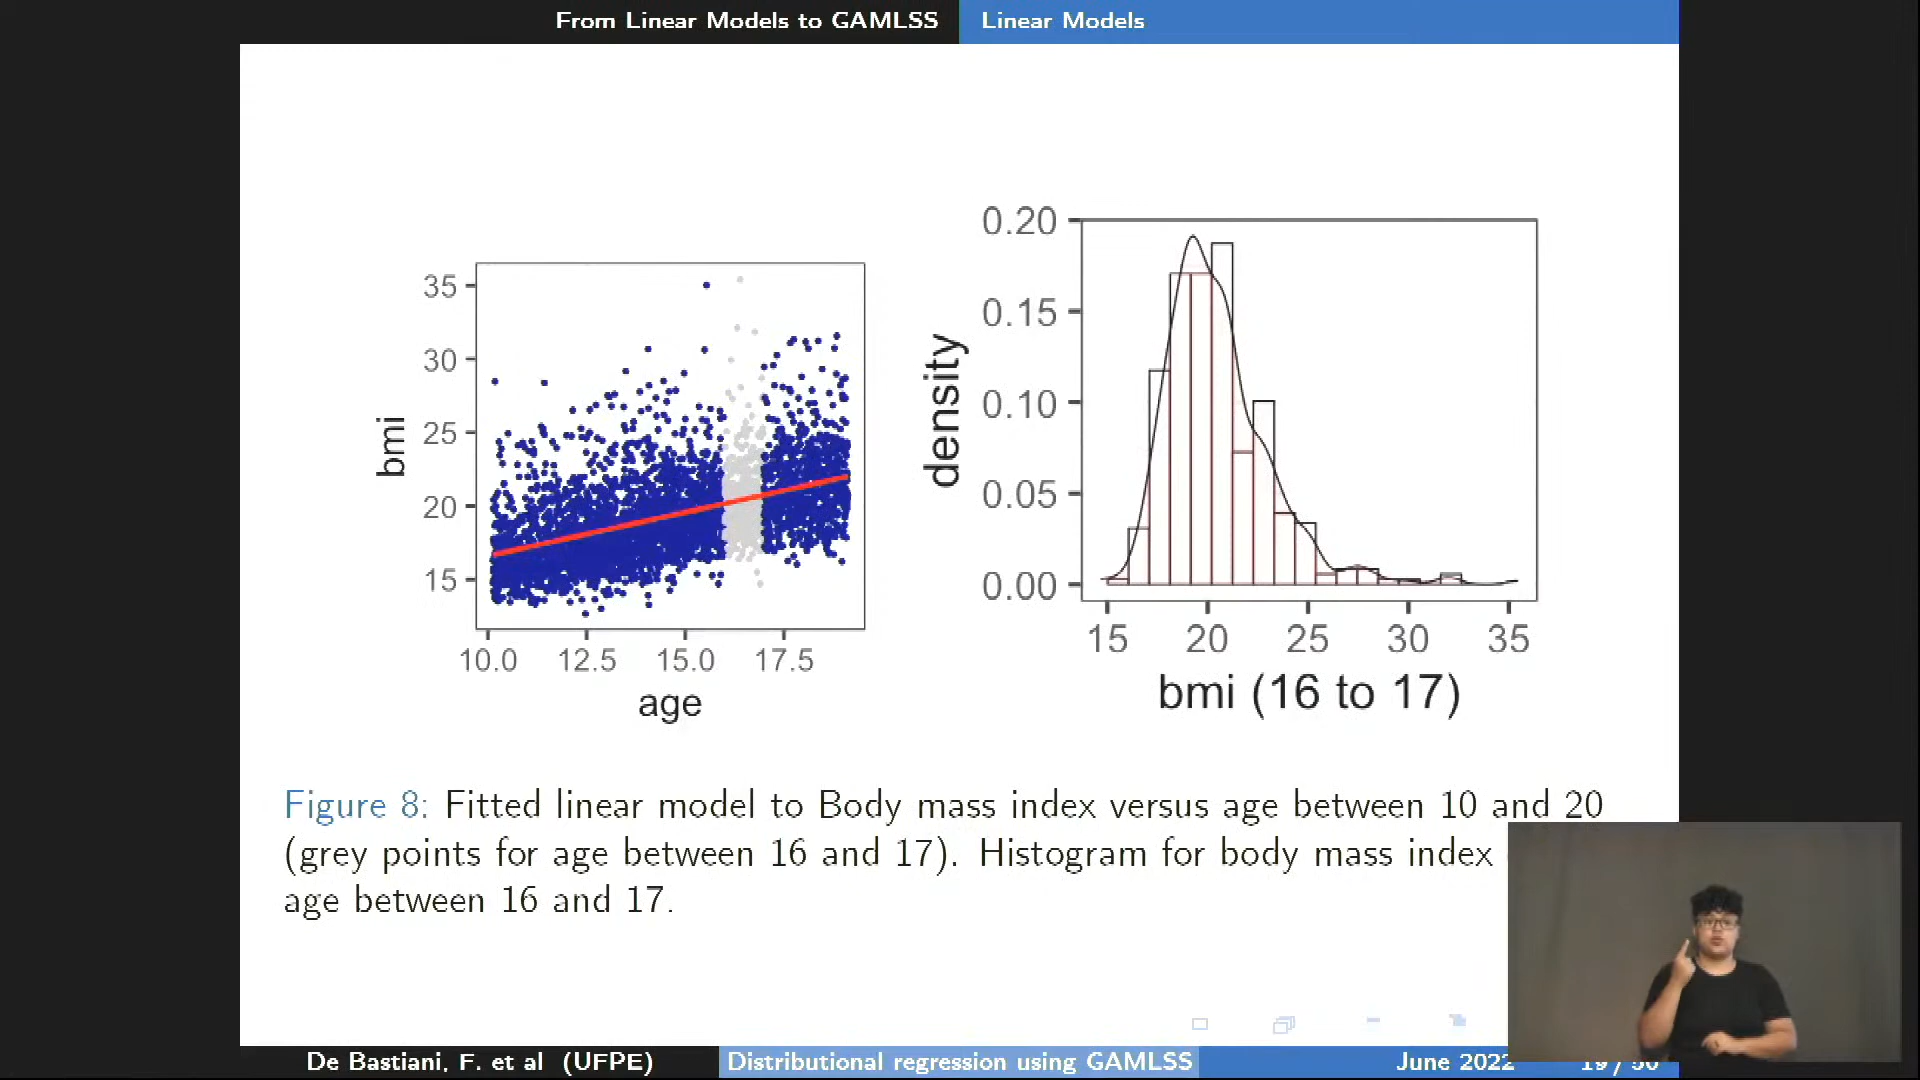 From Linear Models to GAMLSS Linear Models
35
30
25
20
15
bmi
10.0 12.5 15.0 17.5
age
0.20
0.15
0.10
0.05
0.00
density
15 20 25 30 35
bmi (16 to 17)
Figure 8: Fitted linear model to Body mass index versus age between 10 and 20
(grey points for age between 16 and 17). Histogram for body mass index
age between 16 and 17.
De Bastiani, F. et al (UFPE) Distributional regression using GAMLSS June 2022 19 / 50